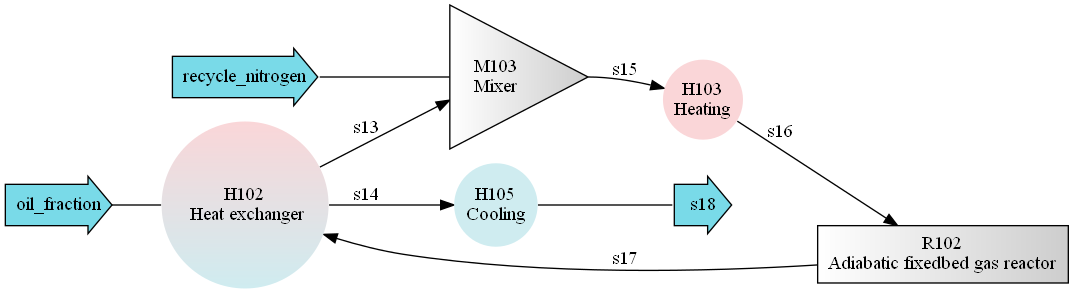 recycle_nitrogen
M103
Mixer
s15
H103
Heating
s13
s16
oil_fraction
H102
Heat exchanger
s14
H105
Cooling
s18
R102
Adiabatic fixedbed gas reactor
s17